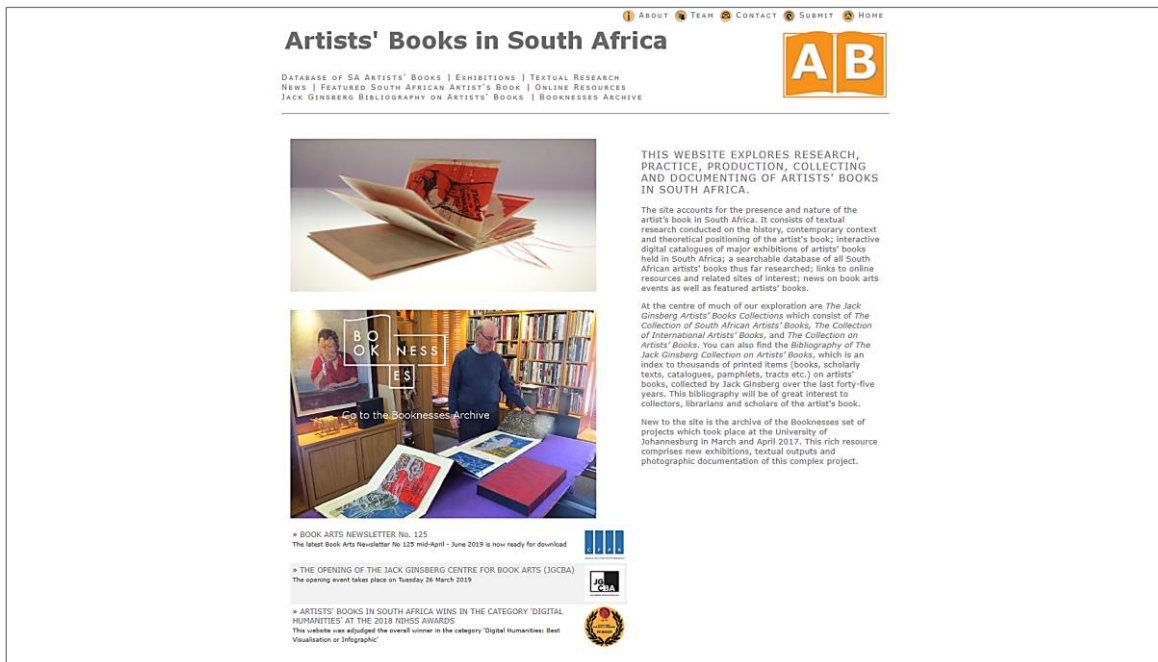 ABOUT TEAM CONTACT SUBMIT HOME
Artists' Books in South Africa
AB
DATABASE OF SA ARTISTS' BOOKS | EXHIBITIONS | TEXTUAL RESEARCH
NEWS | FEATURED SOUTH AFRICAN ARTIST'S BOOK | ONLINE RESOURCES
JACK GINSBERG BIBLIOGRAPHY ON ARTISTS' BOOKS | BOOKNESSES ARCHIVE
THIS WEBSITE EXPLORES RESEARCH,
PRACTICE, PRODUCTION, COLLECTING
AND DOCUMENTING OF ARTISTS' BOOKS
IN SOUTH AFRICA.
The site accounts for the presence and nature of the
artist's book in South Africa. It consists of textual
research conducted on the history, contemporary context
and theoretical positioning of the artist's book; interactive
digital catalogues of major exhibitions of artists' books
held in South Africa; a searchable database of all South
African artists' books thus far researched; links to online
resources and related sites of interest; news on book arts
events as well as featured artists' books.
At the centre of much of our exploration are The Jack
Ginsberg Artists' Books Collections which consist of The
Collection of South African Artists' Books, The Collection
of International Artists' Books, and The Collection on
Artists' Books. You can also find the Bibliography of The
Jack Ginsberg Collection on Artists' Books, which is an
index to thousands of printed items (books, scholarly
texts, catalogues, pamphlets, tracts etc.) on artists'
books, collected by Jack Ginsberg over the last forty-five
years. This bibliography will be of great interest to
collectors, librarians and scholars of the artist's book.
New to the site is the archive of the Booknesses set of
projects which took place at the University of
Johannesburg in March and April 2017. This rich resource
comprises new exhibitions, textual outputs and
photographic documentation of this complex project.
BO
OK NESS
ES
Go to the Booknesses Archive
» BOOK ARTS NEWSLETTER No. 125
The latest Book Arts Newsletter No 125 mid-April - June 2019 is now ready for download
» THE OPENING OF THE JACK GINSBERG CENTRE FOR BOOK ARTS (JGCBA)
The opening event takes place on Tuesday 26 March 2019
JG
CBA
» ARTISTS' BOOKS IN SOUTH AFRICA WINS IN THE CATEGORY 'DIGITAL
HUMANITIES' AT THE 2018 NIHSS AWARDS
This website was adjudged the overall winner in the category 'Digital Humanities: Best
Visualisation or Infographic'